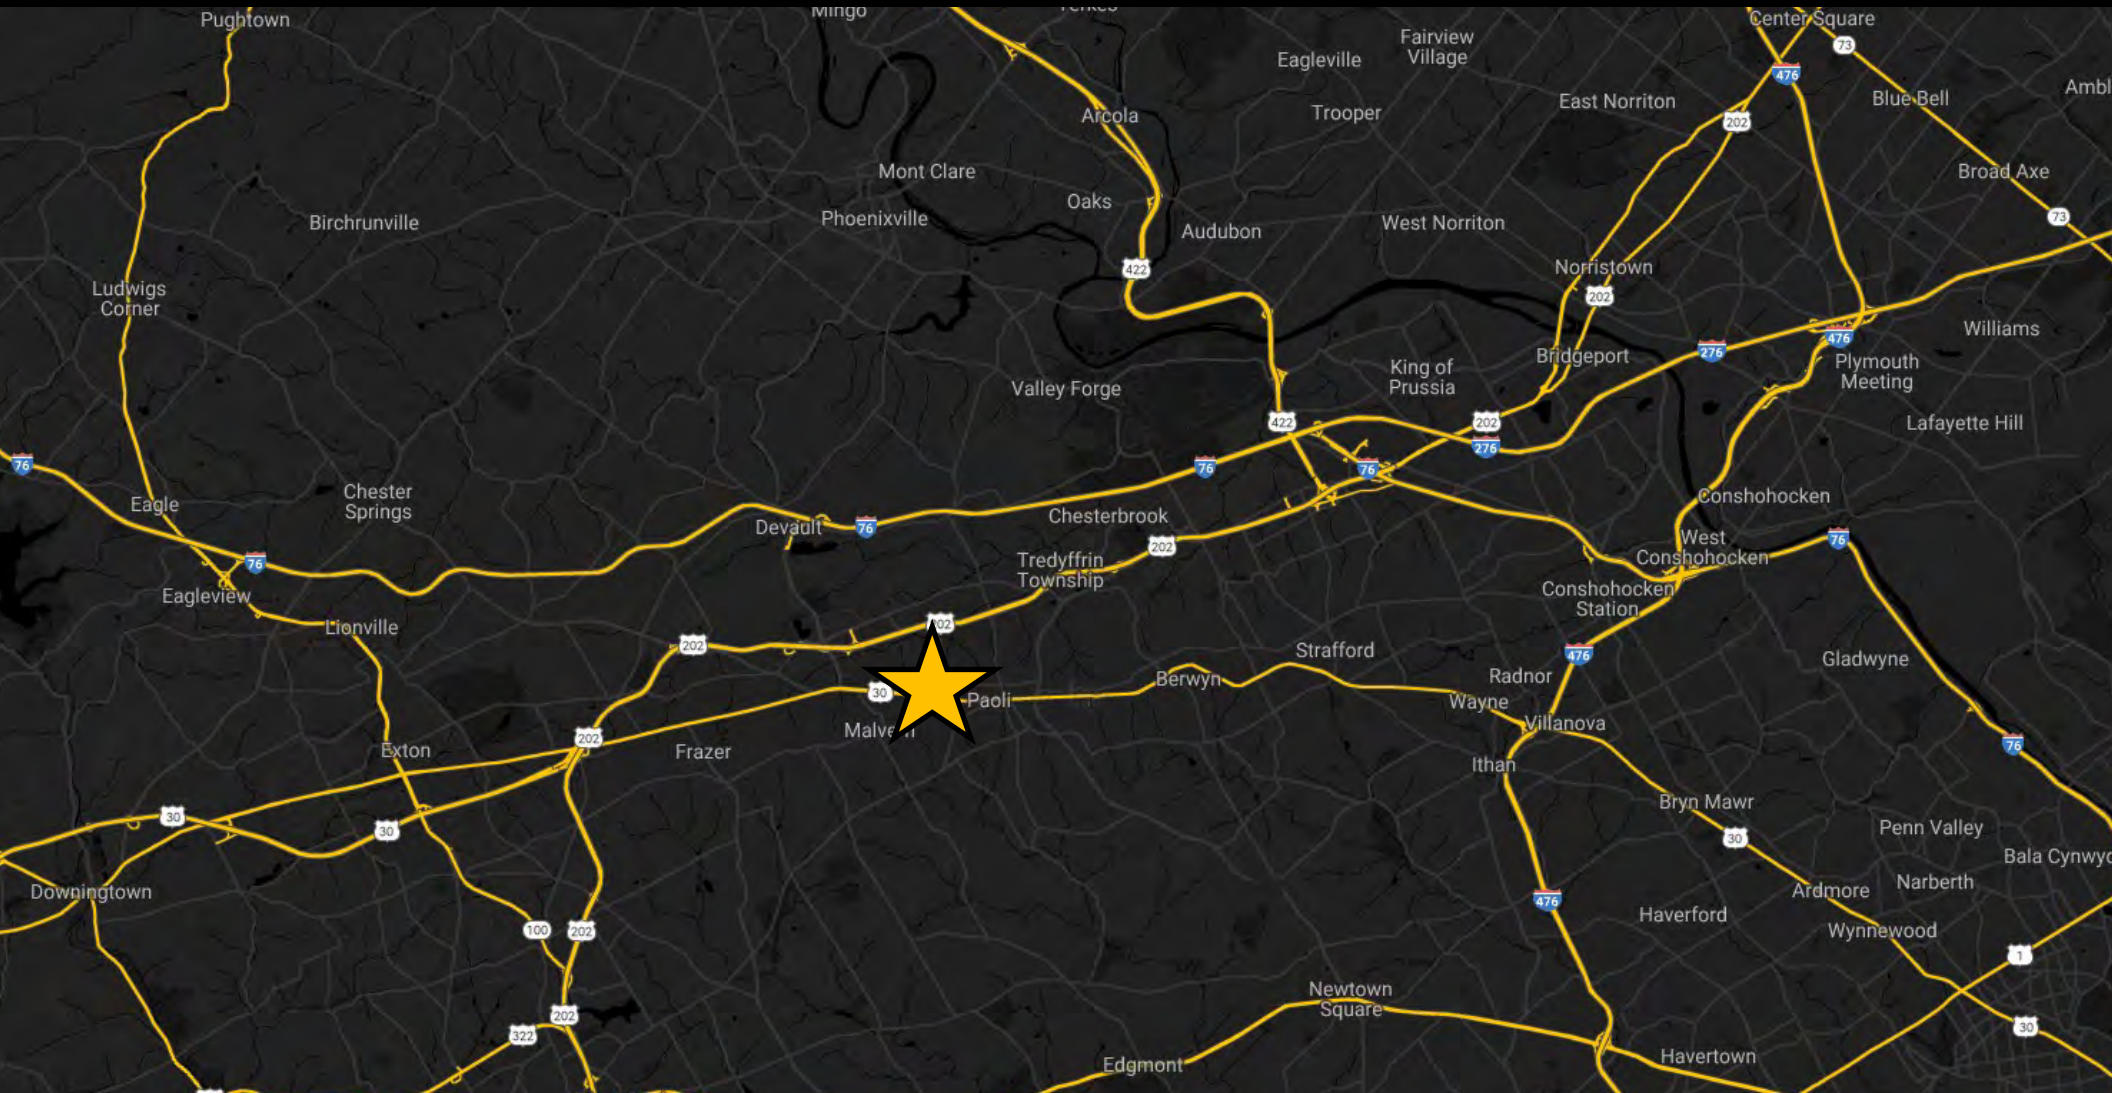 Pughtown
Mingo
Center Square
73
Fairview
Village
Eagleville
476
Blue Bell
East Norriton
Arcola
Trooper
202
Mont Clare
Broad Axe
Oaks
Phoenixville
Birchrunville
Audubon
West Norriton
73
422
Norristown
202
Ludwigs
Corner
Williams
476
276
Bridgeport
King of
Prussia
Plymouth
Meeting
Valley Forge
422
202
Lafayette Hill
276
76
76
76
Chester
Springs
Eagle
Conshohocken
Chesterbrook
Devault
76
202
76
West
Conshohocken
76
Tredyffrin
Township
Eagleview
Conshohocken
Station
Lionville
202
202
Strafford
476
Gladwyne
Radnor
Berwyn
30
Paoli
Wayne
Malvern
Villanova
202
76
Exton
Frazer
Ithan
Bryn Mawr
30
30
30
Penn Valley
Bala Cynwyd
Downingtown
Narberth
Ardmore
476
Haverford
100
202
Wynnewood
1
Newtown
Square
202
322
30
Havertown
Edgmont